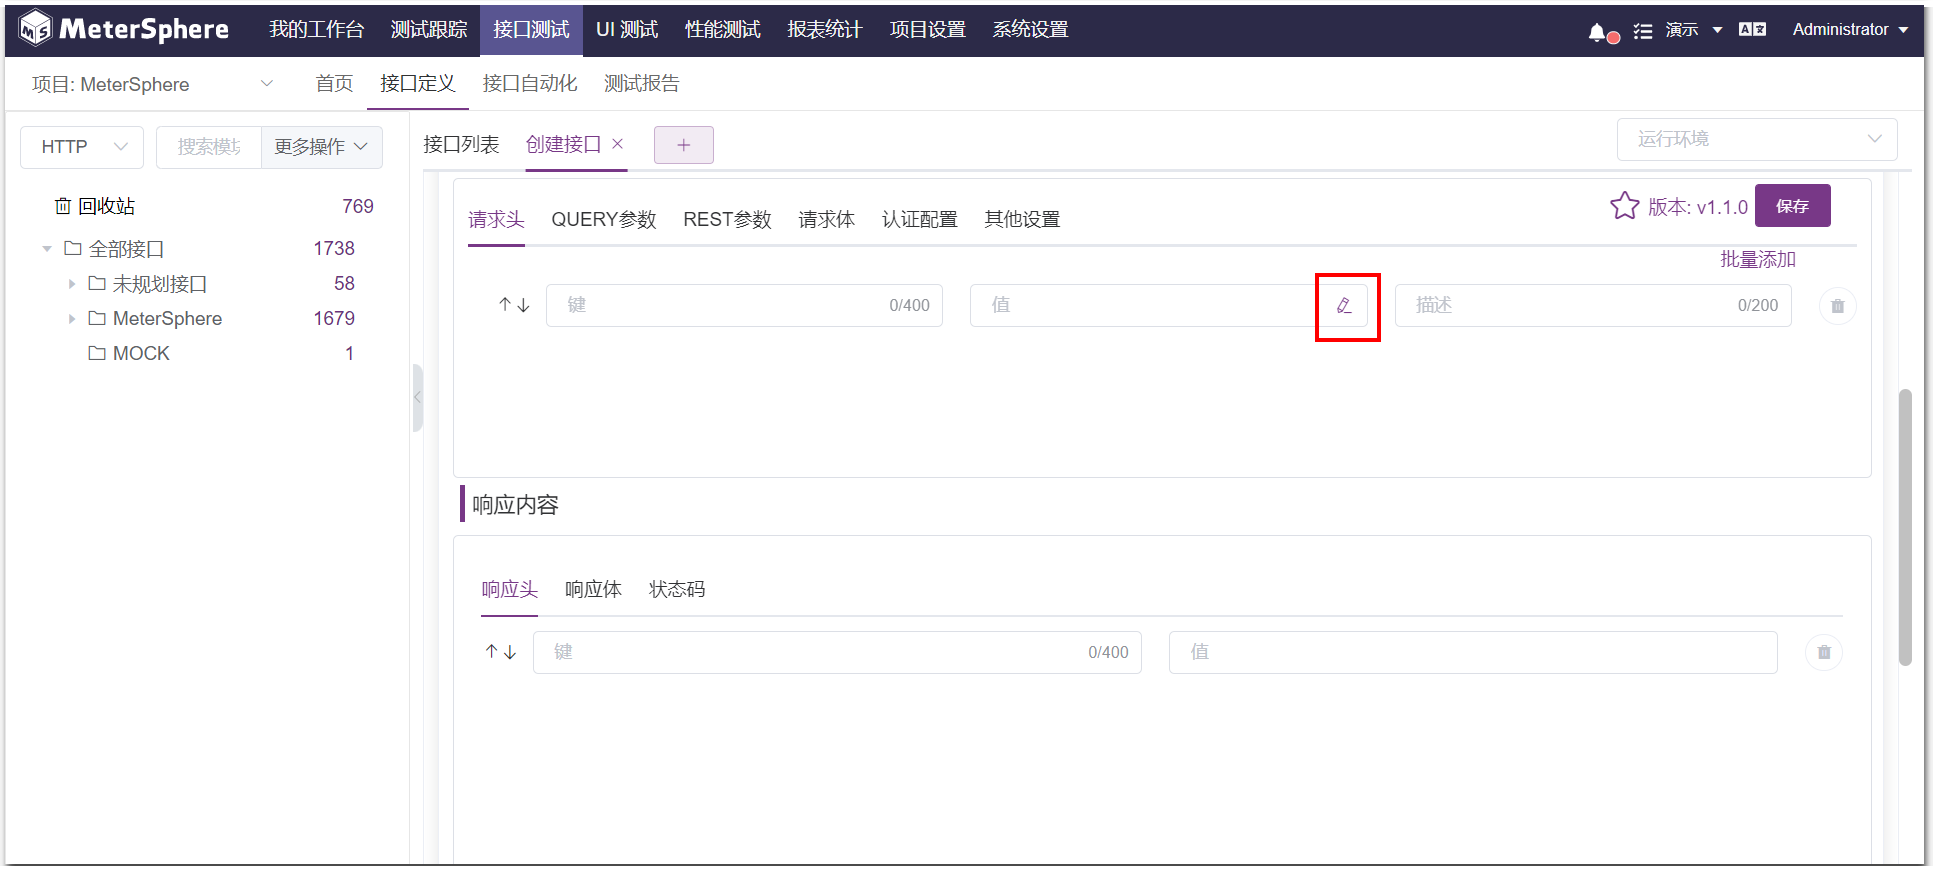 MeterSphere 我的工作台 测试跟踪 接口测试 UI 测试 性能测试 报表统计 项目设置 系统设置 演示 Administrator
项目: MeterSphere 首页 接口定义 接口自动化 测试报告
HTTP 搜索模块 更多操作
接口列表 创建接口 × + 运行环境
回收站 769
全部接口 1738
未规划接口 58
MeterSphere 1679
MOCK 1
请求头 QUERY参数 REST参数 请求体 认证配置 其他设置 版本: v1.1.0 保存
批量添加
键 0/400 值 描述 0/200
响应内容
响应头 响应体 状态码
键 0/400 值